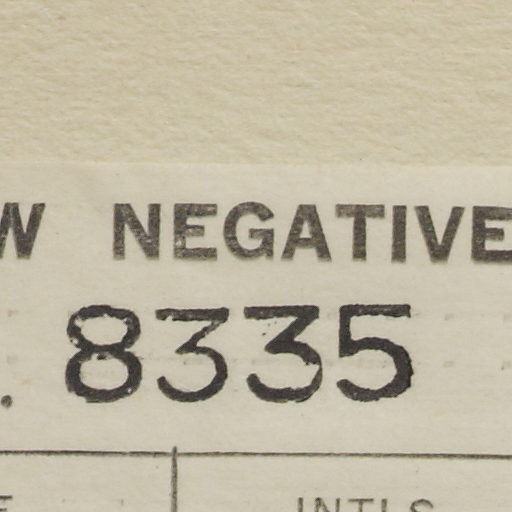 W NEGATIVE
. 8335
E INTLS.